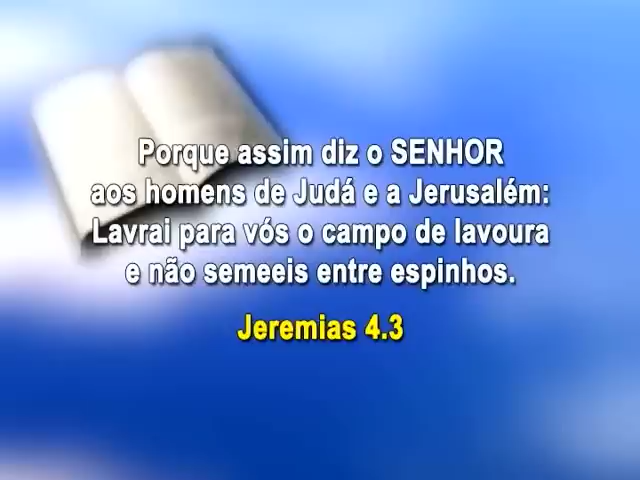 Porque assim diz o SENHOR
aos homens de Judá e a Jerusalém:
Lavrai para vós o campo de lavoura
e não semeeis entre espinhos.
Jeremias 4.3